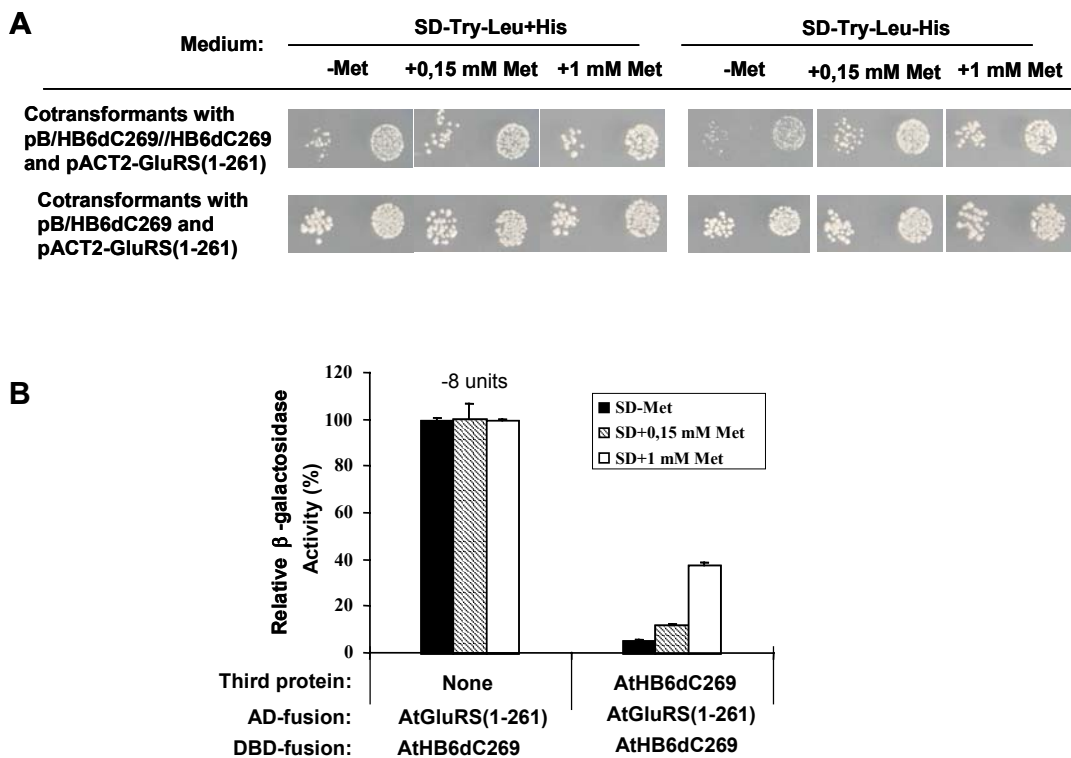 A
Medium:
SD-Try-Leu+His
SD-Try-Leu-His
-Met
+0,15 mM Met
+1 mM Met
-Met
+0,15 mM Met
+1 mM Met
Cotransformants with
pB/HB6dC269//HB6dC269
and pACT2-GluRS(1-261)
Cotransformants with
pB/HB6dC269 and
pACT2-GluRS(1-261)
B
Relative β-galactosidase
Activity (%)
120
100
80
60
40
20
0
-8 units
SD-Met
SD+0,15 mM Met
SD+1 mM Met
Third protein: None AtHB6dC269
AD-fusion: AtGluRS(1-261) AtGluRS(1-261)
DBD-fusion: AtHB6dC269 AtHB6dC269